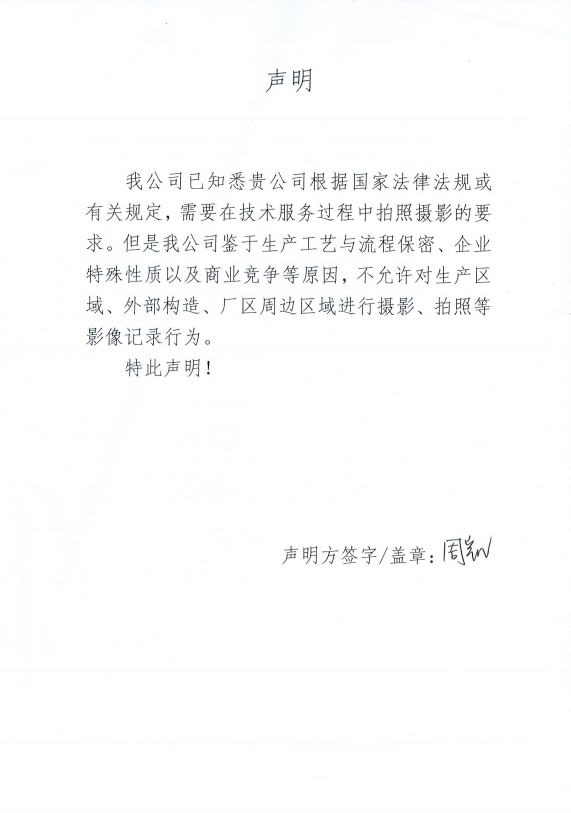 声明
我公司已知悉贵公司根据国家法律法规或
有关规定，需要在技术服务过程中拍照摄影的要
求。但是我公司鉴于生产工艺与流程保密、企业
特殊性质以及商业竞争等原因，不允许对生产区
域、外部构造、厂区周边区域进行摄影、拍照等
影像记录行为。
特此声明！
声明方签字/盖章：周